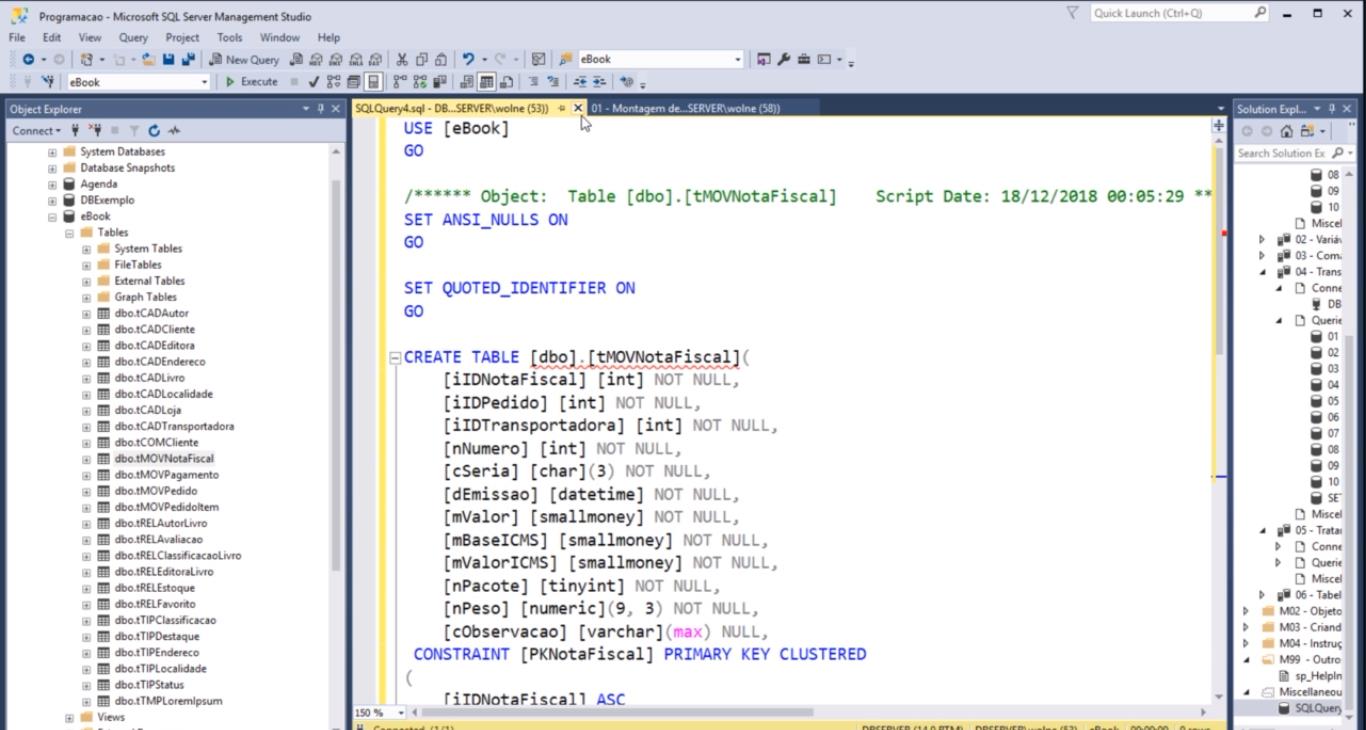 Programacao - Microsoft SQL Server Management Studio
Quick Launch (Ctrl+Q)
File Edit View Query Project Tools Window Help
New Query
eBook
eBook
Execute
Object Explorer
Connect
System Databases
Database Snapshots
Agenda
DBExemplo
eBook
Tables
System Tables
FileTables
External Tables
Graph Tables
dbo.tCADAutor
dbo.tCADCliente
dbo.tCADEditora
dbo.tCADEndereco
dbo.tCADLivro
dbo.tCADLocalidade
dbo.tCADLoja
dbo.tCADTransportadora
dbo.tCOMCliente
dbo.tMOVNotaFiscal
dbo.tMOVPagamento
dbo.tMOVPedido
dbo.tMOVPedidoItem
dbo.tRELAutorLivro
dbo.tRELAvaliacao
dbo.tRELClassificacaoLivro
dbo.tRELEditoraLivro
dbo.tRELEstoque
dbo.tRELFavorito
dbo.tTIPClassificacao
dbo.tTIPDestaque
dbo.tTIPEndereco
dbo.tTIPLocalidade
dbo.tTIPStatus
dbo.tTMPLoremIpsum
Views
SQLQuery4.sql - DB...SERVER\wolne (53))
01 - Montagem de...SERVER\wolne (58))
USE [eBook]
GO
/****** Object:  Table [dbo].[tMOVNotaFiscal]    Script Date: 18/12/2018 00:05:29 **
SET ANSI_NULLS ON
GO
SET QUOTED_IDENTIFIER ON
GO
CREATE TABLE [dbo].[tMOVNotaFiscal](
[iIDNotaFiscal] [int] NOT NULL,
[iIDPedido] [int] NOT NULL,
[iIDTransportadora] [int] NOT NULL,
[nNumero] [int] NOT NULL,
[cSeria] [char](3) NOT NULL,
[dEmissao] [datetime] NOT NULL,
[mValor] [smallmoney] NOT NULL,
[mBaseICMS] [smallmoney] NOT NULL,
[mValorICMS] [smallmoney] NOT NULL,
[nPacote] [tinyint] NOT NULL,
[nPeso] [numeric](9, 3) NOT NULL,
[cObservacao] [varchar](max) NULL,
CONSTRAINT [PKNotaFiscal] PRIMARY KEY CLUSTERED
(
[iIDNotaFiscal] ASC
150 %
Solution Expl...
Search Solution Ex
08
09
10
Miscel
02 - Variáv
03 - Com
04 - Trans
Conne
DB
Querie
01
02
03
04
05
06
07
08
09
10
SE
Miscel
05 - Tratar
Conne
Querie
Miscel
06 - Tabel
M02 - Objeto
M03 - Criand
M04 - Instruç
M99 - Outro
sp_HelpIn
Miscellaneou
SQLQuery